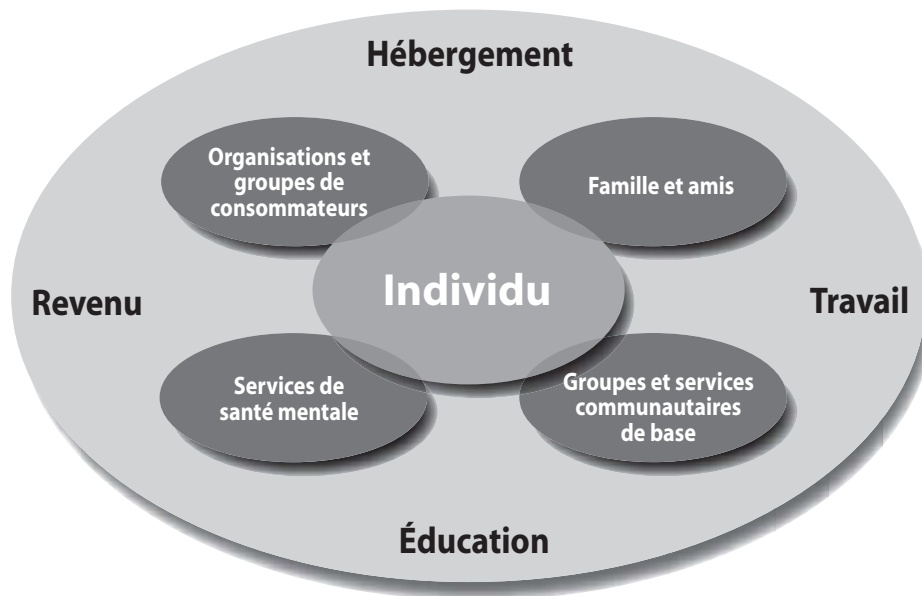 Hébergement
Organisations et
groupes de
consommateurs
Famille et amis
Individu
Revenu
Travail
Services de
santé mentale
Groupes et services
communautaires
de base
Éducation